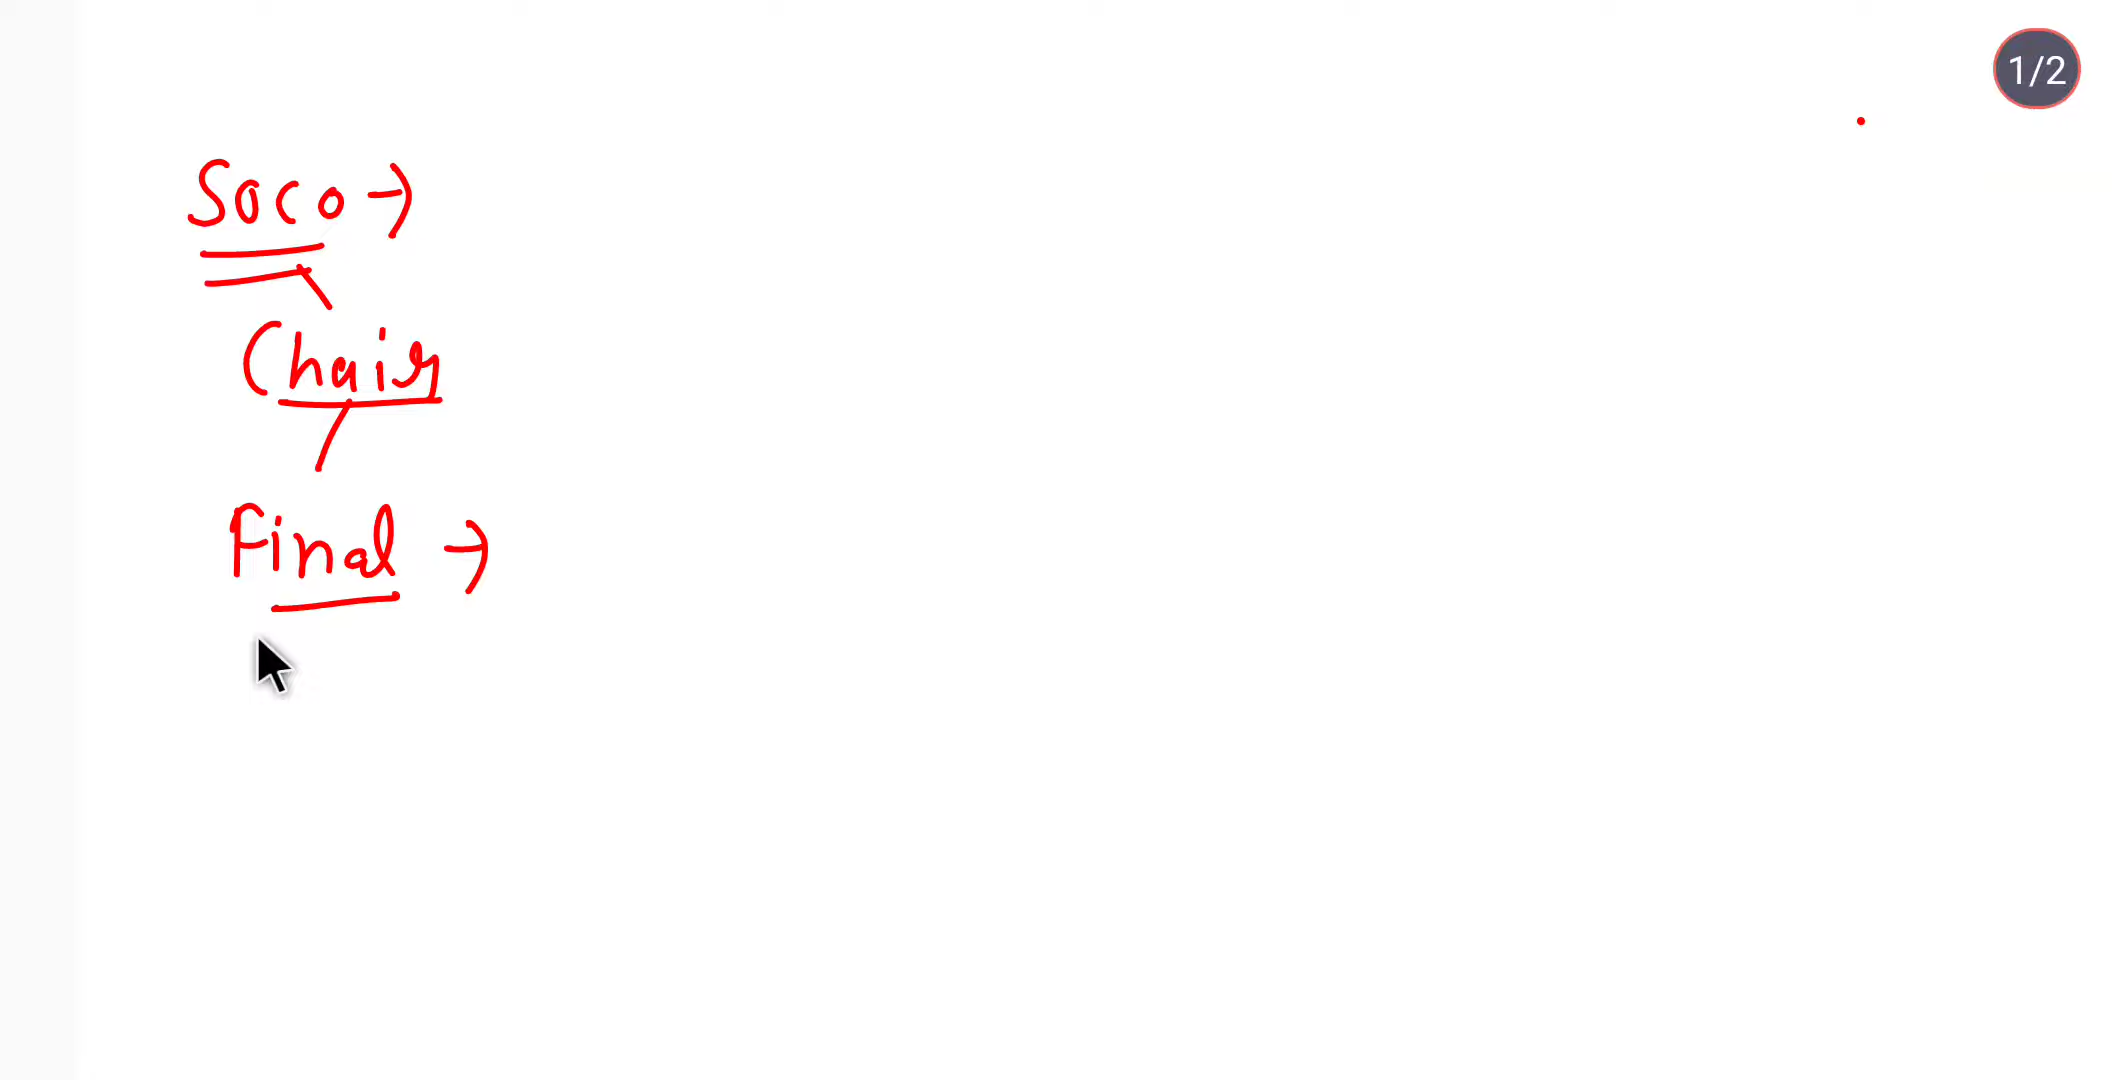 1/2
Soco →
Chair
Final →